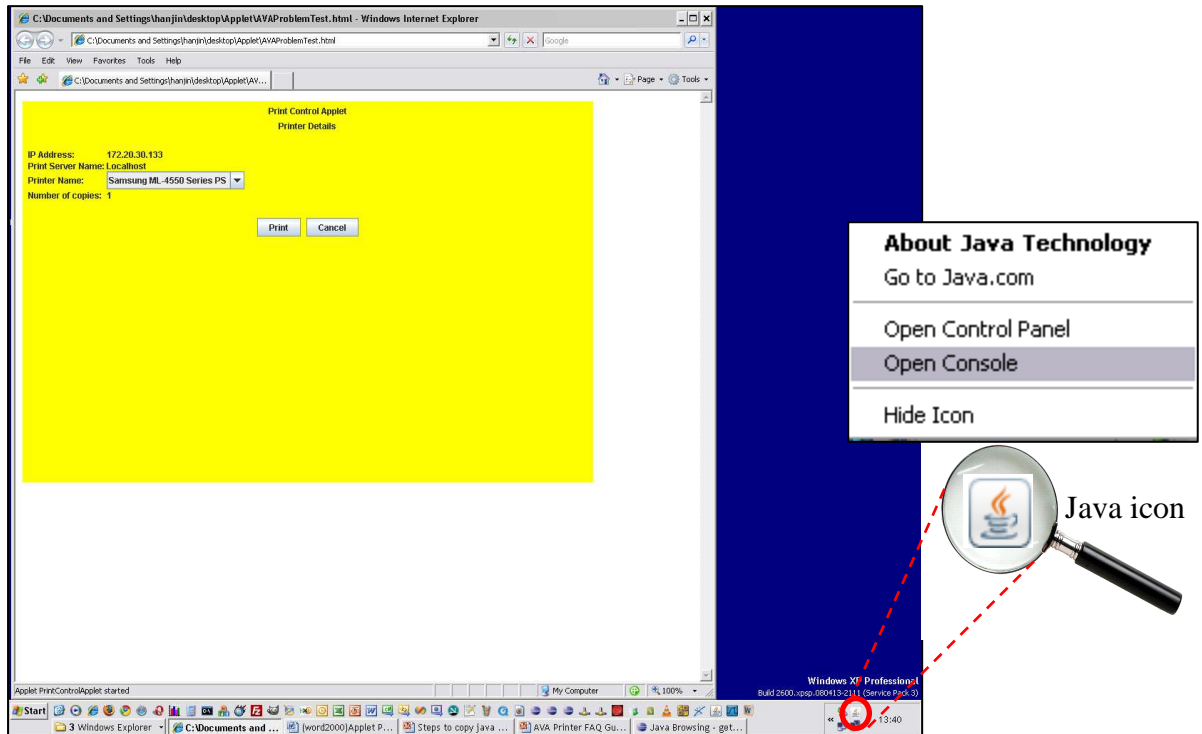 C:\Documents and Settings\hanjin\desktop\Applet\AVAProblemTest.html - Windows Internet Explorer
C:\Documents and Settings\hanjin\desktop\Applet\AVAProblemTest.html
Google
File Edit View Favorites Tools Help
C:\Documents and Settings\hanjin\desktop\Applet\AV...
Page Tools
Print Control Applet
Printer Details
IP Address: 172.20.30.133
Print Server Name: Localhost
Printer Name: Samsung ML-4550 Series PS
Number of copies: 1
Print Cancel
About Java Technology
Go to Java.com
Open Control Panel
Open Console
Hide Icon
Java icon
Applet PrintControlApplet started
My Computer
100%
Windows XP Professional
Build 2600.xpsp.080413-2111 (Service Pack 3)
Start
3 Windows Explorer
C:\Documents and ...
(word2000)Applet P...
Steps to copy java ...
AVA Printer FAQ Gu...
Java Browsing - get...
13:40